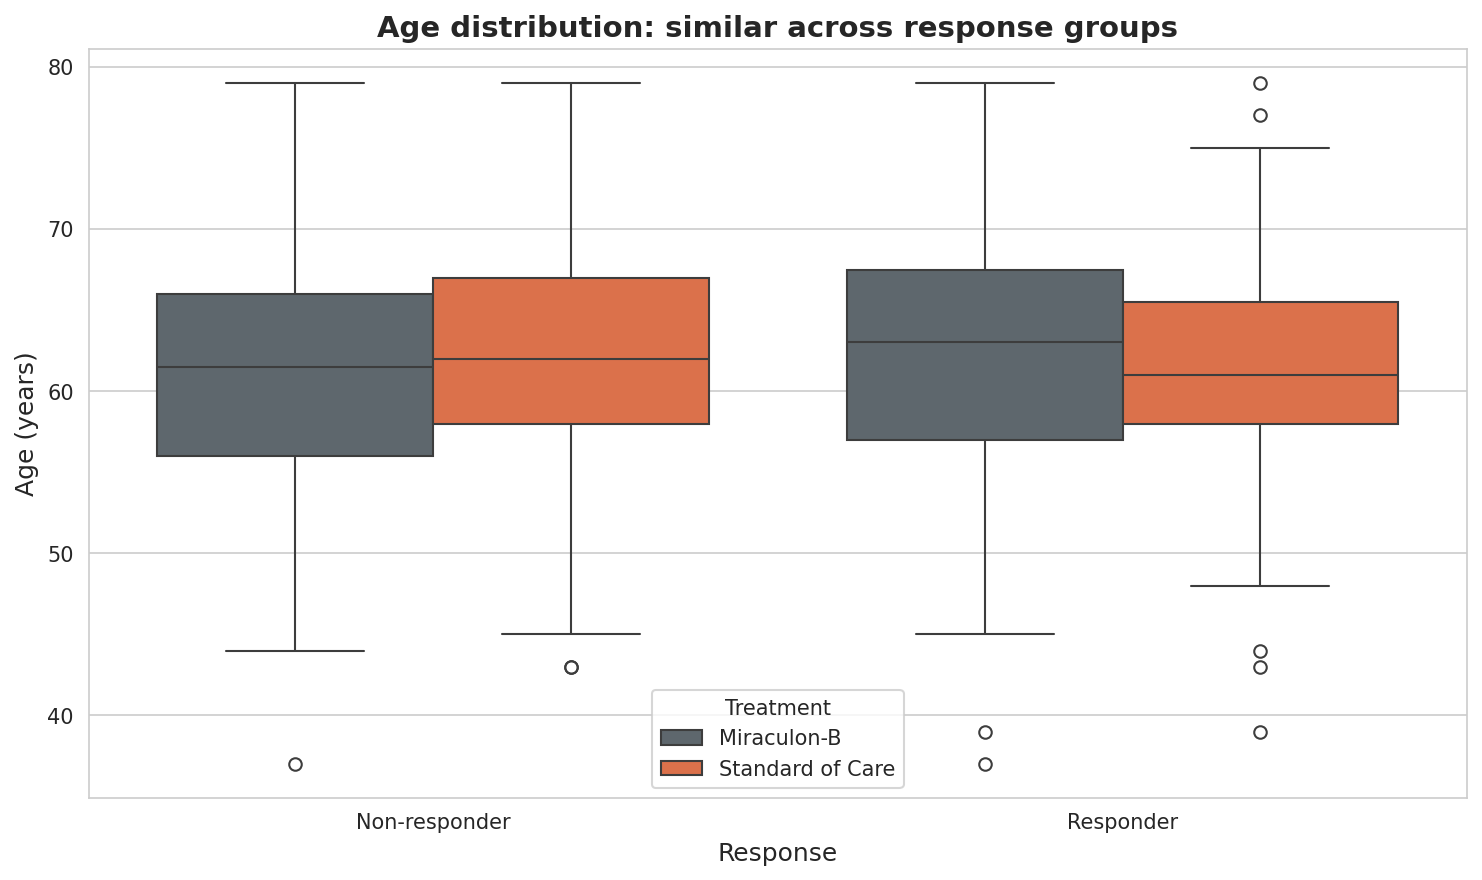 Age distribution: similar across response groups
Age (years)
80
70
60
50
40
Treatment
Miraculon-B
Standard of Care
Non-responder
Responder
Response